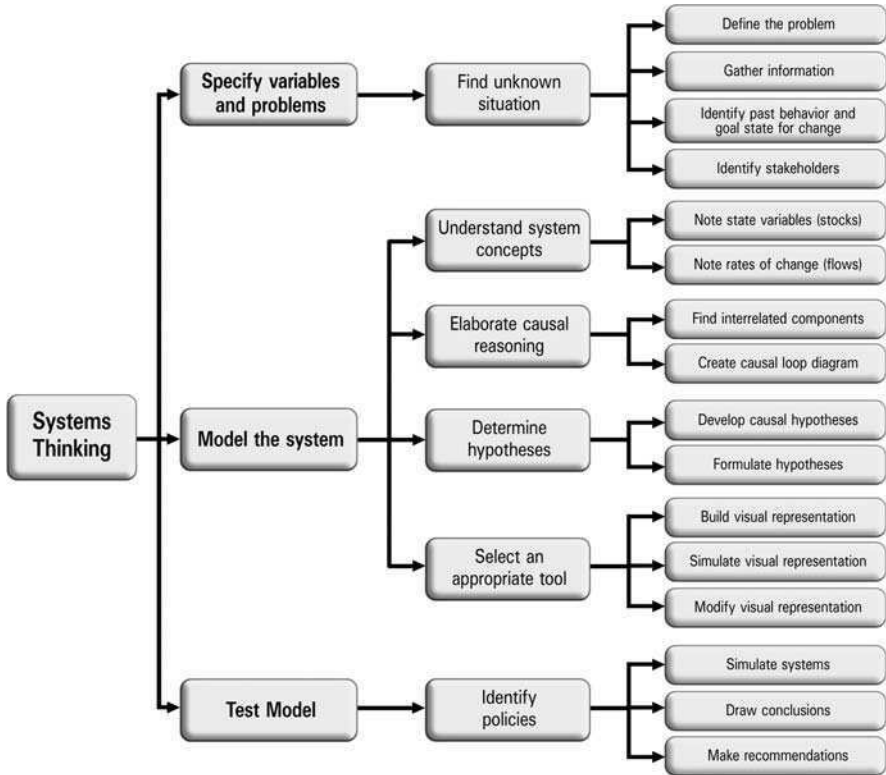 Systems
Thinking
Specify variables
and problems
Find unknown
situation
Define the problem
Gather information
Identify past behavior and
goal state for change
Identify stakeholders
Model the system
Understand system
concepts
Note state variables (stocks)
Note rates of change (flows)
Elaborate causal
reasoning
Find interrelated components
Create causal loop diagram
Determine
hypotheses
Develop causal hypotheses
Formulate hypotheses
Select an
appropriate tool
Build visual representation
Simulate visual representation
Modify visual representation
Test Model
Identify
policies
Simulate systems
Draw conclusions
Make recommendations